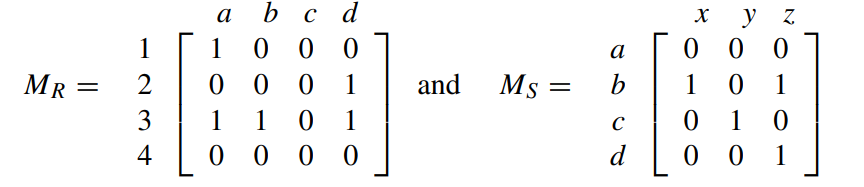 a b c d x y z
1 1 0 0 0 a 0 0 0
M_R = 2 0 0 0 1 and M_S = b 1 0 1
3 1 1 0 1 c 0 1 0
4 0 0 0 0 d 0 0 1